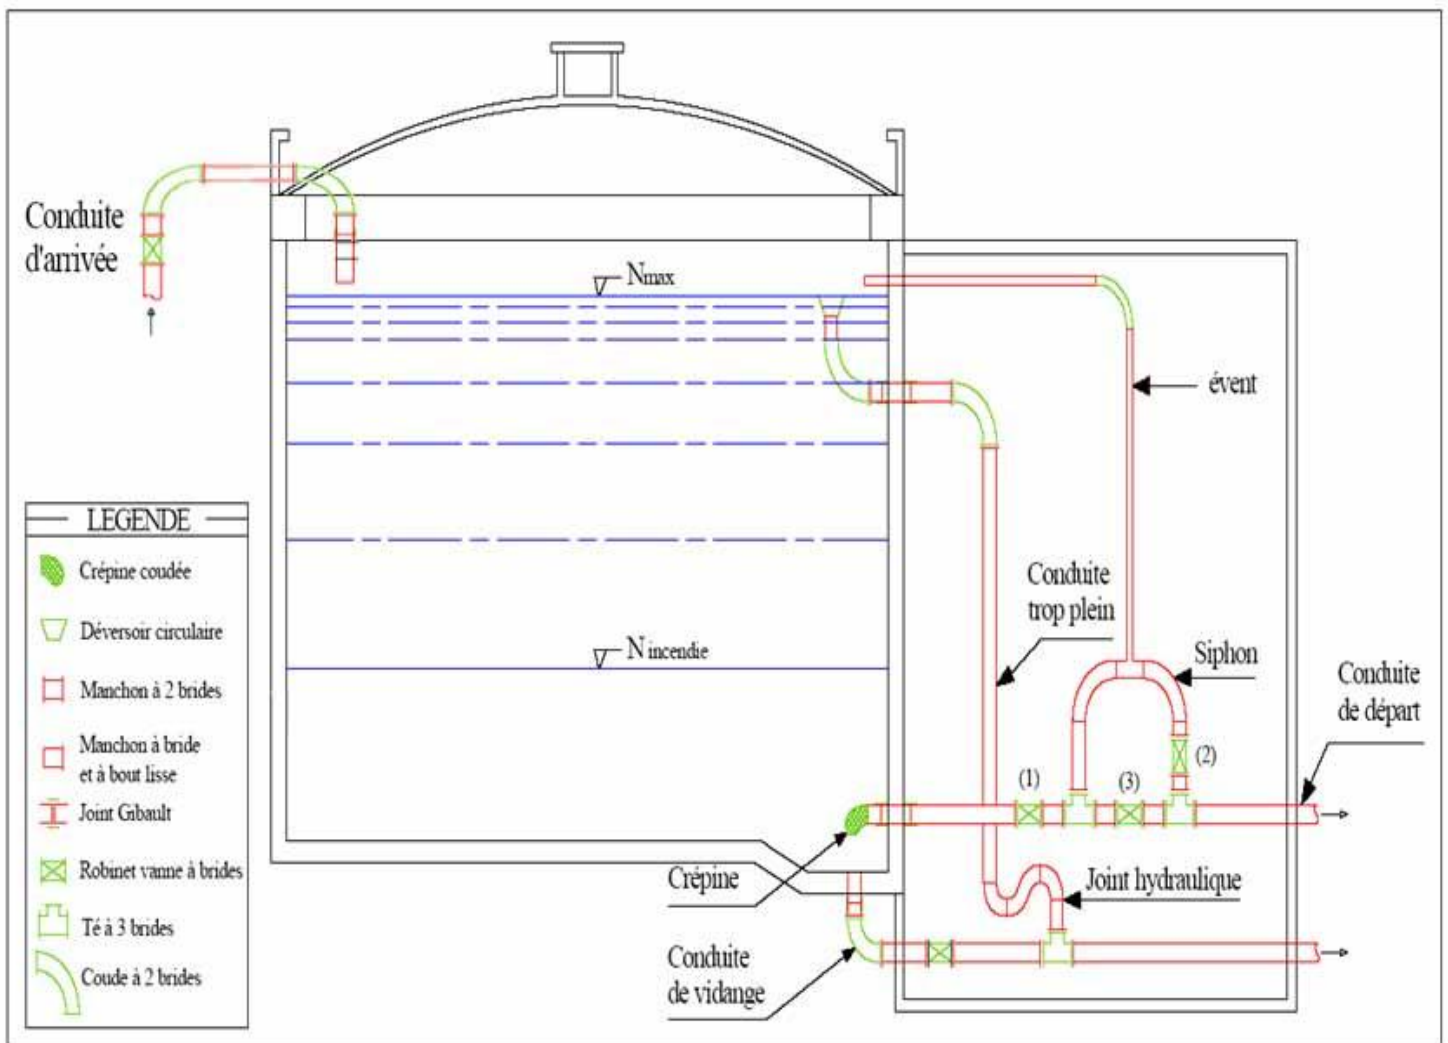 Conduite
d'arrivée
Nmax
évent
LEGENDE
Crépine coudée
Déversoir circulaire
Manchon à 2 brides
Manchon à bride
et à bout lisse
Joint Gibault
Robinet vanne à brides
Té à 3 brides
Coude à 2 brides
N incendie
Conduite
trop plein
Siphon
Conduite
de départ
(1)
(3)
(2)
Crépine
Joint hydraulique
Conduite
de vidange